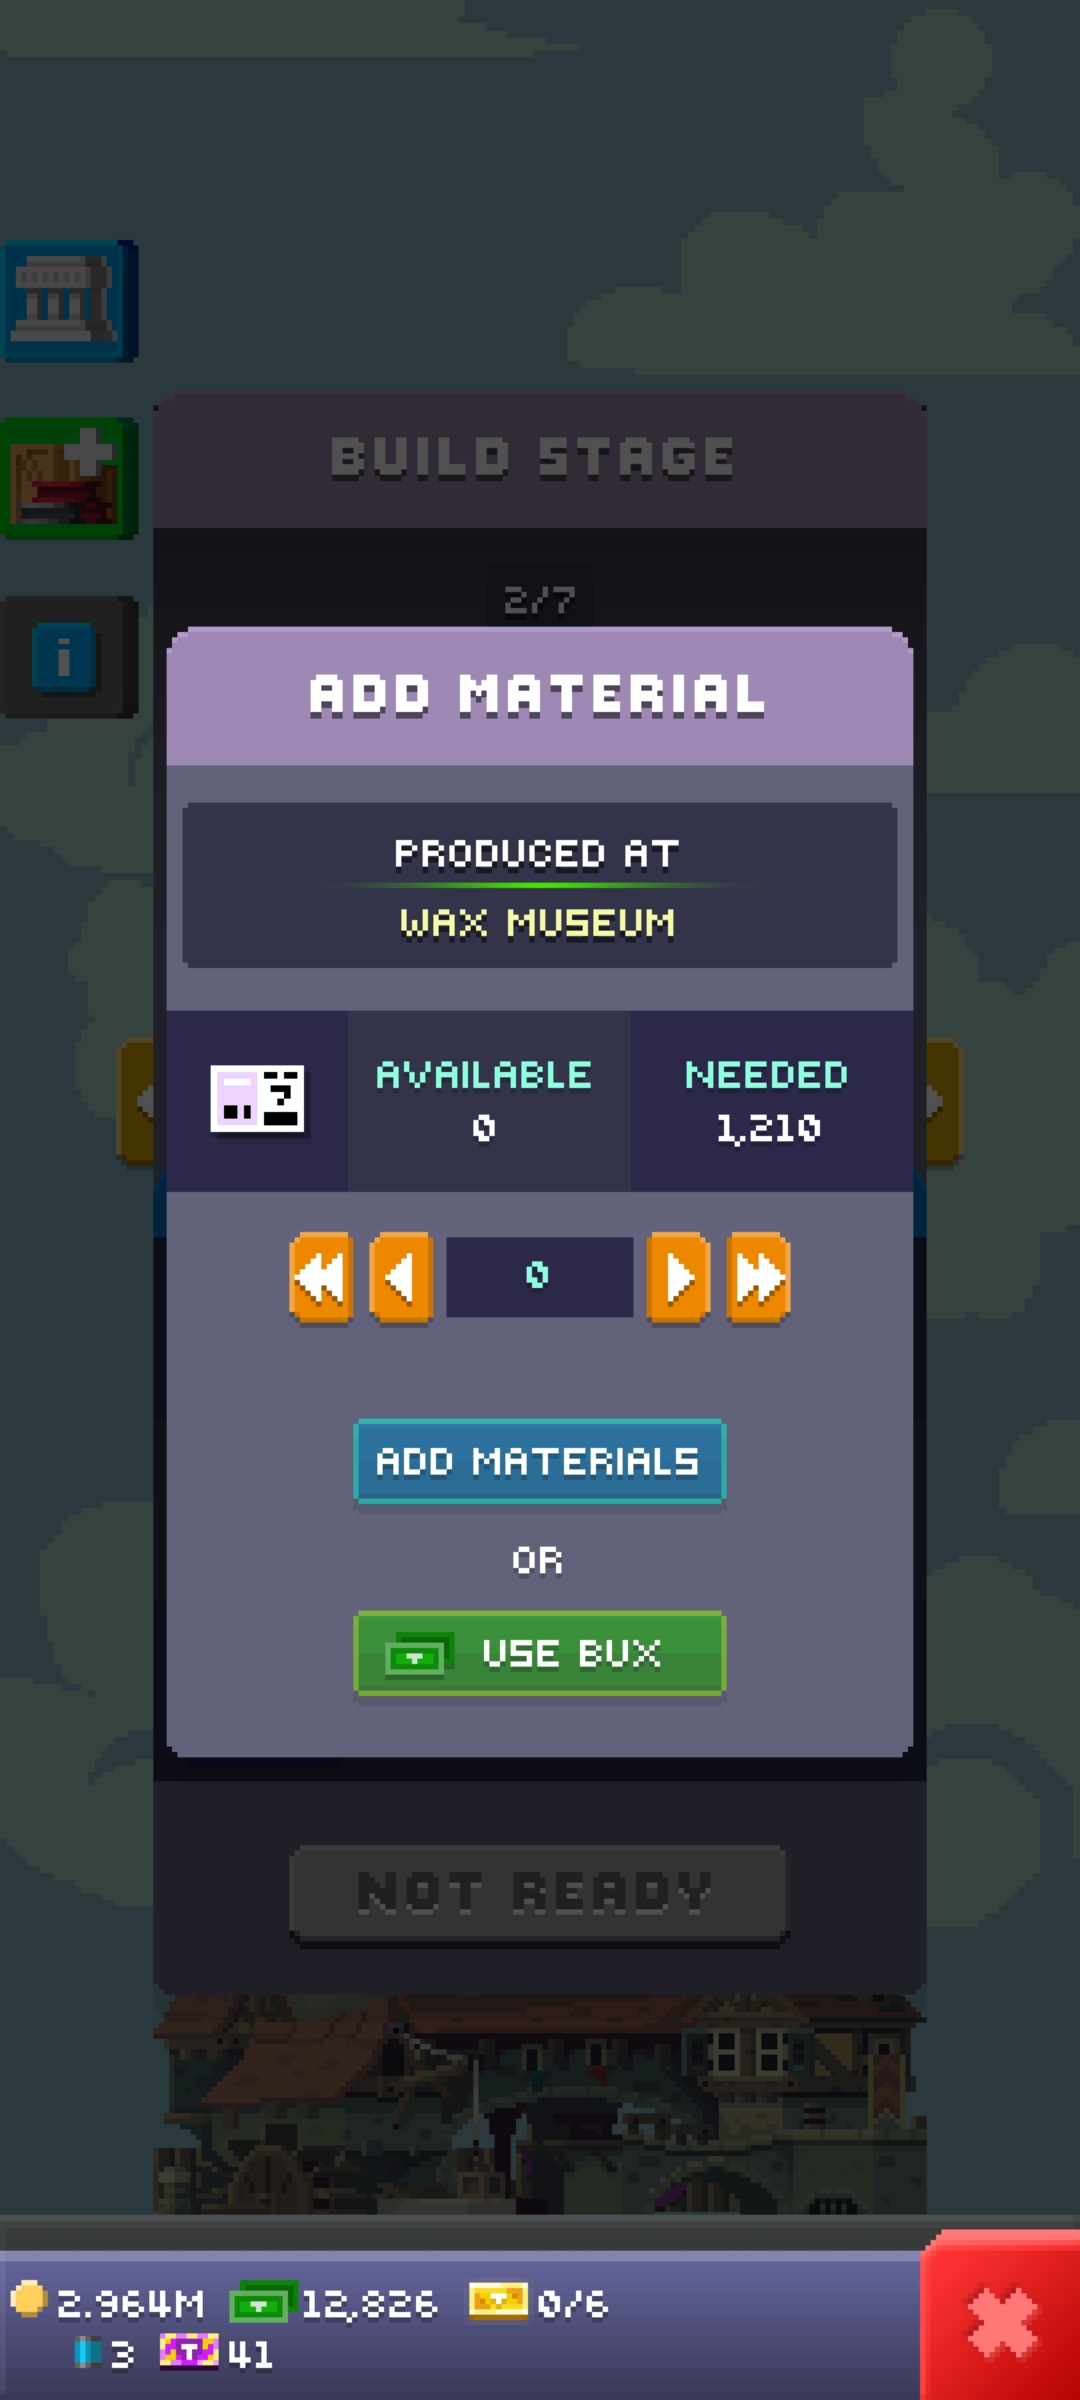 BUILD STAGE
2/7
ADD MATERIAL
PRODUCED AT
WAX MUSEUM
AVAILABLE
0
NEEDED
1,210
0
ADD MATERIALS
OR
USE BUX
NOT READY
2.964M 12,826 0/6
3 41